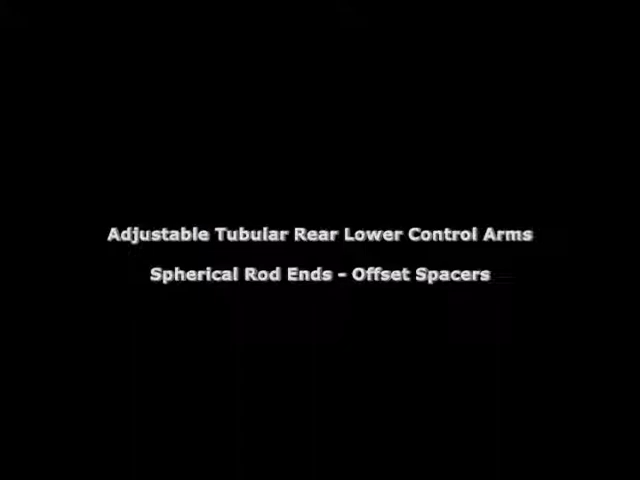 Adjustable Tubular Rear Lower Control Arms
Spherical Rod Ends - Offset Spacers